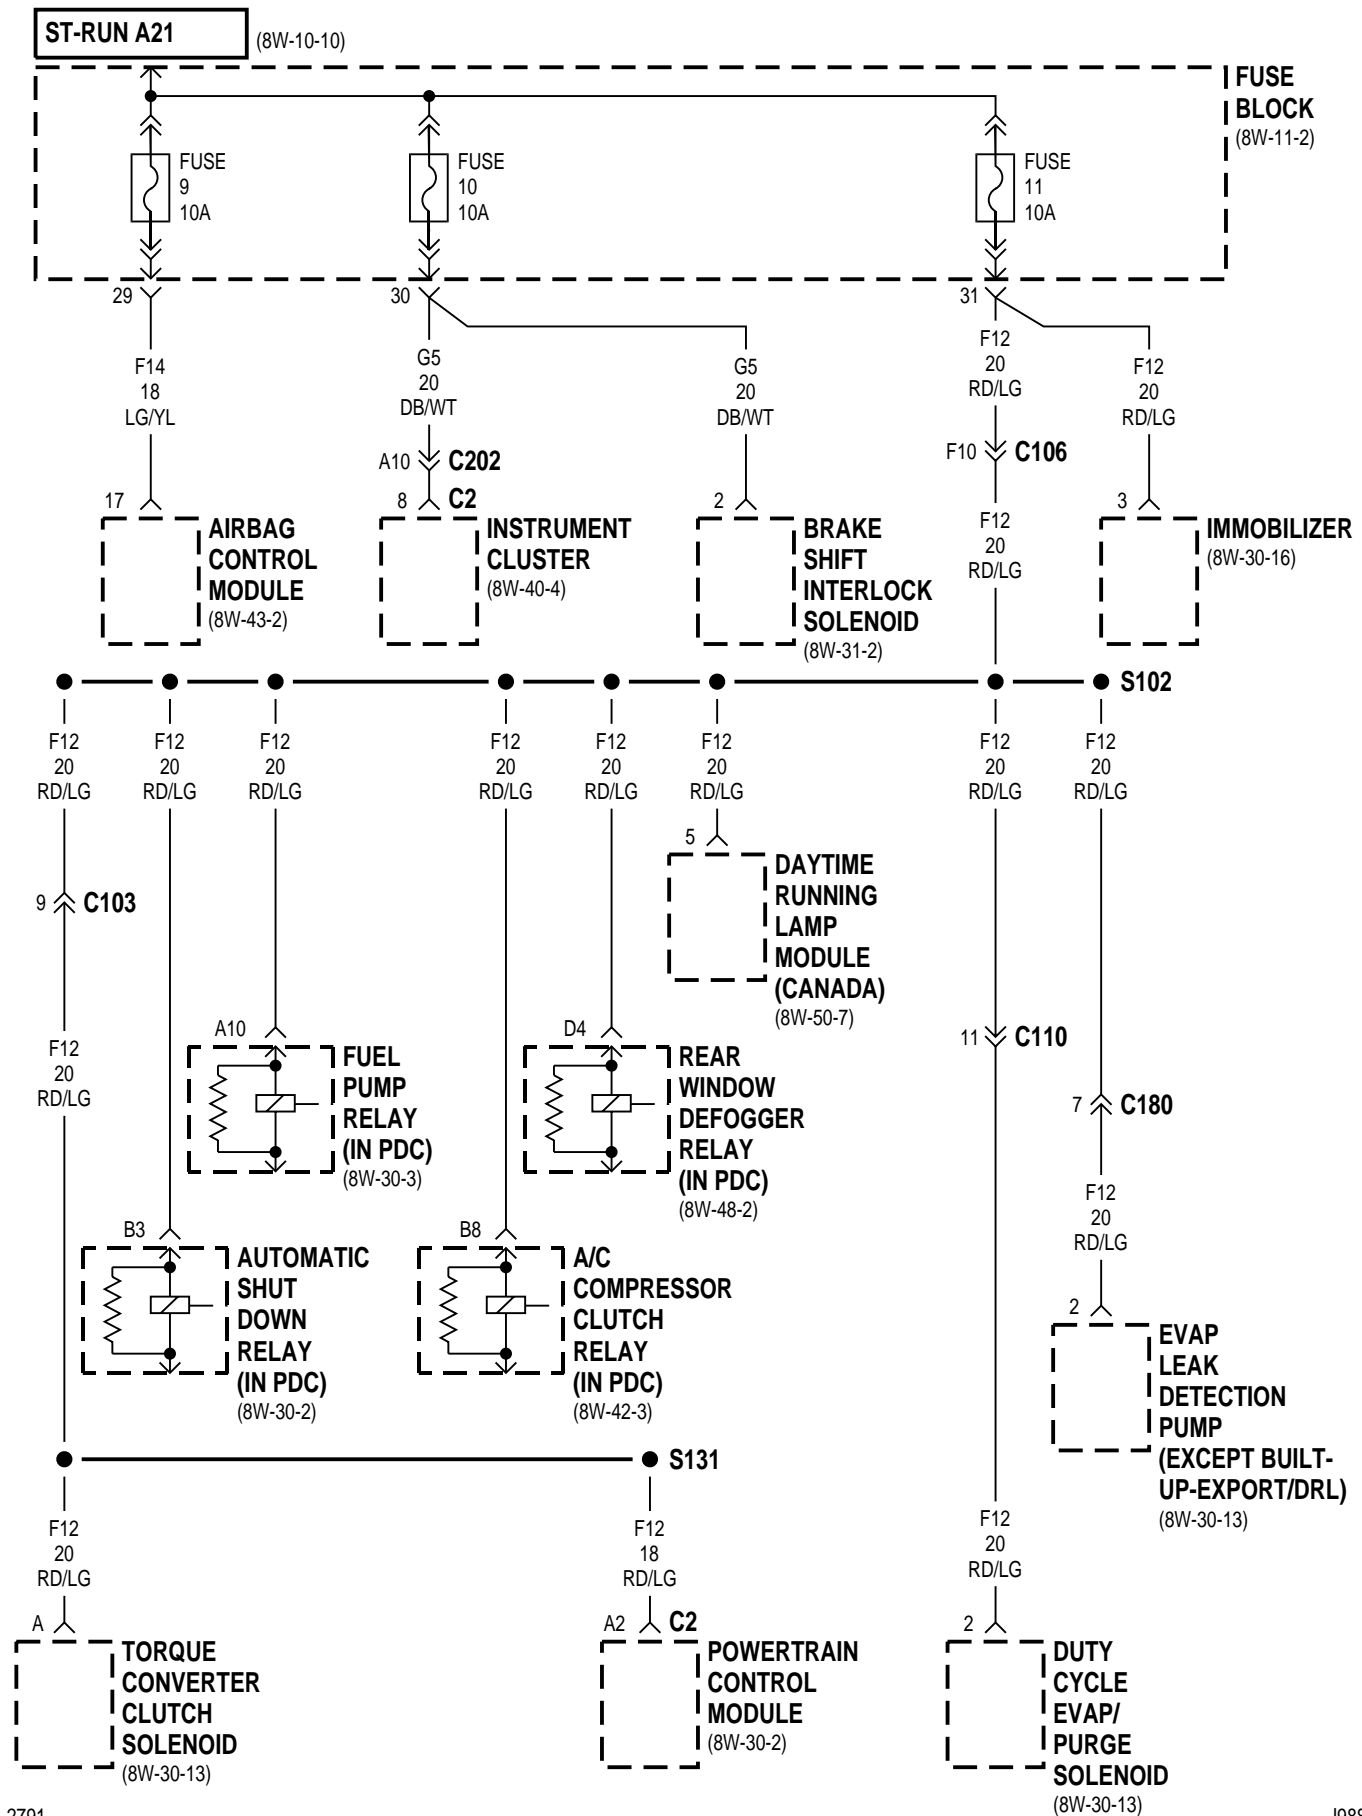 ST-RUN A21
(8W-10-10)
FUSE
BLOCK
(8W-11-2)
FUSE
9
10A
FUSE
10
10A
FUSE
11
10A
29
30
31
F14
18
LG/YL
G5
20
DB/WT
G5
20
DB/WT
F12
20
RD/LG
F12
20
RD/LG
A10
C202
F10
C106
17
8
C2
2
3
F12
20
RD/LG
AIRBAG
CONTROL
MODULE
(8W-43-2)
INSTRUMENT
CLUSTER
(8W-40-4)
BRAKE
SHIFT
INTERLOCK
SOLENOID
(8W-31-2)
IMMOBILIZER
(8W-30-16)
S102
F12
20
RD/LG
F12
20
RD/LG
F12
20
RD/LG
F12
20
RD/LG
F12
20
RD/LG
F12
20
RD/LG
F12
20
RD/LG
F12
20
RD/LG
5
DAYTIME
RUNNING
LAMP
MODULE
(CANADA)
(8W-50-7)
9
C103
F12
20
RD/LG
A10
FUEL
PUMP
RELAY
(IN PDC)
(8W-30-3)
D4
REAR
WINDOW
DEFOGGER
RELAY
(IN PDC)
(8W-48-2)
11
C110
7
C180
F12
20
RD/LG
B3
AUTOMATIC
SHUT
DOWN
RELAY
(IN PDC)
(8W-30-2)
B8
A/C
COMPRESSOR
CLUTCH
RELAY
(IN PDC)
(8W-42-3)
2
EVAP
LEAK
DETECTION
PUMP
(EXCEPT BUILT-
UP-EXPORT/DRL)
(8W-30-13)
S131
F12
20
RD/LG
F12
18
RD/LG
F12
20
RD/LG
A
TORQUE
CONVERTER
CLUTCH
SOLENOID
(8W-30-13)
A2
C2
POWERTRAIN
CONTROL
MODULE
(8W-30-2)
2
DUTY
CYCLE
EVAP/
PURGE
SOLENOID
(8W-30-13)